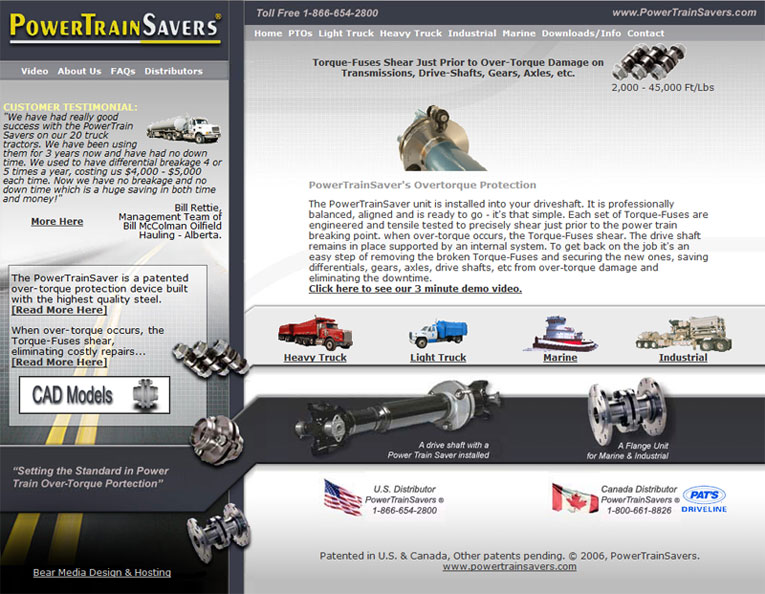 POWERTRAINSAVERS®
Toll Free 1-866-654-2800
www.PowerTrainSavers.com
Home PTOs Light Truck Heavy Truck Industrial Marine Downloads/Info Contact
Video About Us FAQs Distributors
CUSTOMER TESTIMONIAL:
"We have had really good
success with the PowerTrain
Savers on our 20 truck
tractors. We have been using
them for 3 years now and have had no down
time. We used to have differential breakage 4 or
5 times a year, costing us $4,000 - $5,000
each time. Now we have no breakage and no
down time which is a huge saving in both time
and money!"
Bill Rettie,
More Here
Management Team of
Bill McColman Oilfield
Hauling - Alberta.
The PowerTrainSaver is a patented
over-torque protection device built
with the highest quality steel.
[Read More Here]
When over-torque occurs, the
Torque-Fuses shear,
eliminating costly repairs...
[Read More Here]
CAD Models
"Setting the Standard in Power
Train Over-Torque Portection"
Bear Media Design & Hosting
Torque-Fuses Shear Just Prior to Over-Torque Damage on
Transmissions, Drive-Shafts, Gears, Axles, etc.
2,000 - 45,000 Ft/Lbs
PowerTrainSaver's Overtorque Protection
The PowerTrainSaver unit is installed into your driveshaft. It is professionally
balanced, aligned and is ready to go - it's that simple. Each set of Torque-Fuses are
engineered and tensile tested to precisely shear just prior to the power train
breaking point. when over-torque occurs, the Torque-Fuses shear. The drive shaft
remains in place supported by an internal system. To get back on the job it's an
easy step of removing the broken Torque-Fuses and securing the new ones, saving
differentials, gears, axles, drive shafts, etc from over-torque damage and
eliminating the downtime.
Click here to see our 3 minute demo video.
Heavy Truck
Light Truck
Marine
Industrial
A drive shaft with a
Power Train Saver installed
A Flange Unit
for Marine & Industrial
U.S. Distributor
PowerTrainSavers ®
1-866-654-2800
Canada Distributor
PowerTrainSavers ®
1-800-661-8826
PAT'S
DRIVELINE
Patented in U.S. & Canada, Other patents pending. © 2006, PowerTrainSavers.
www.powertrainsavers.com